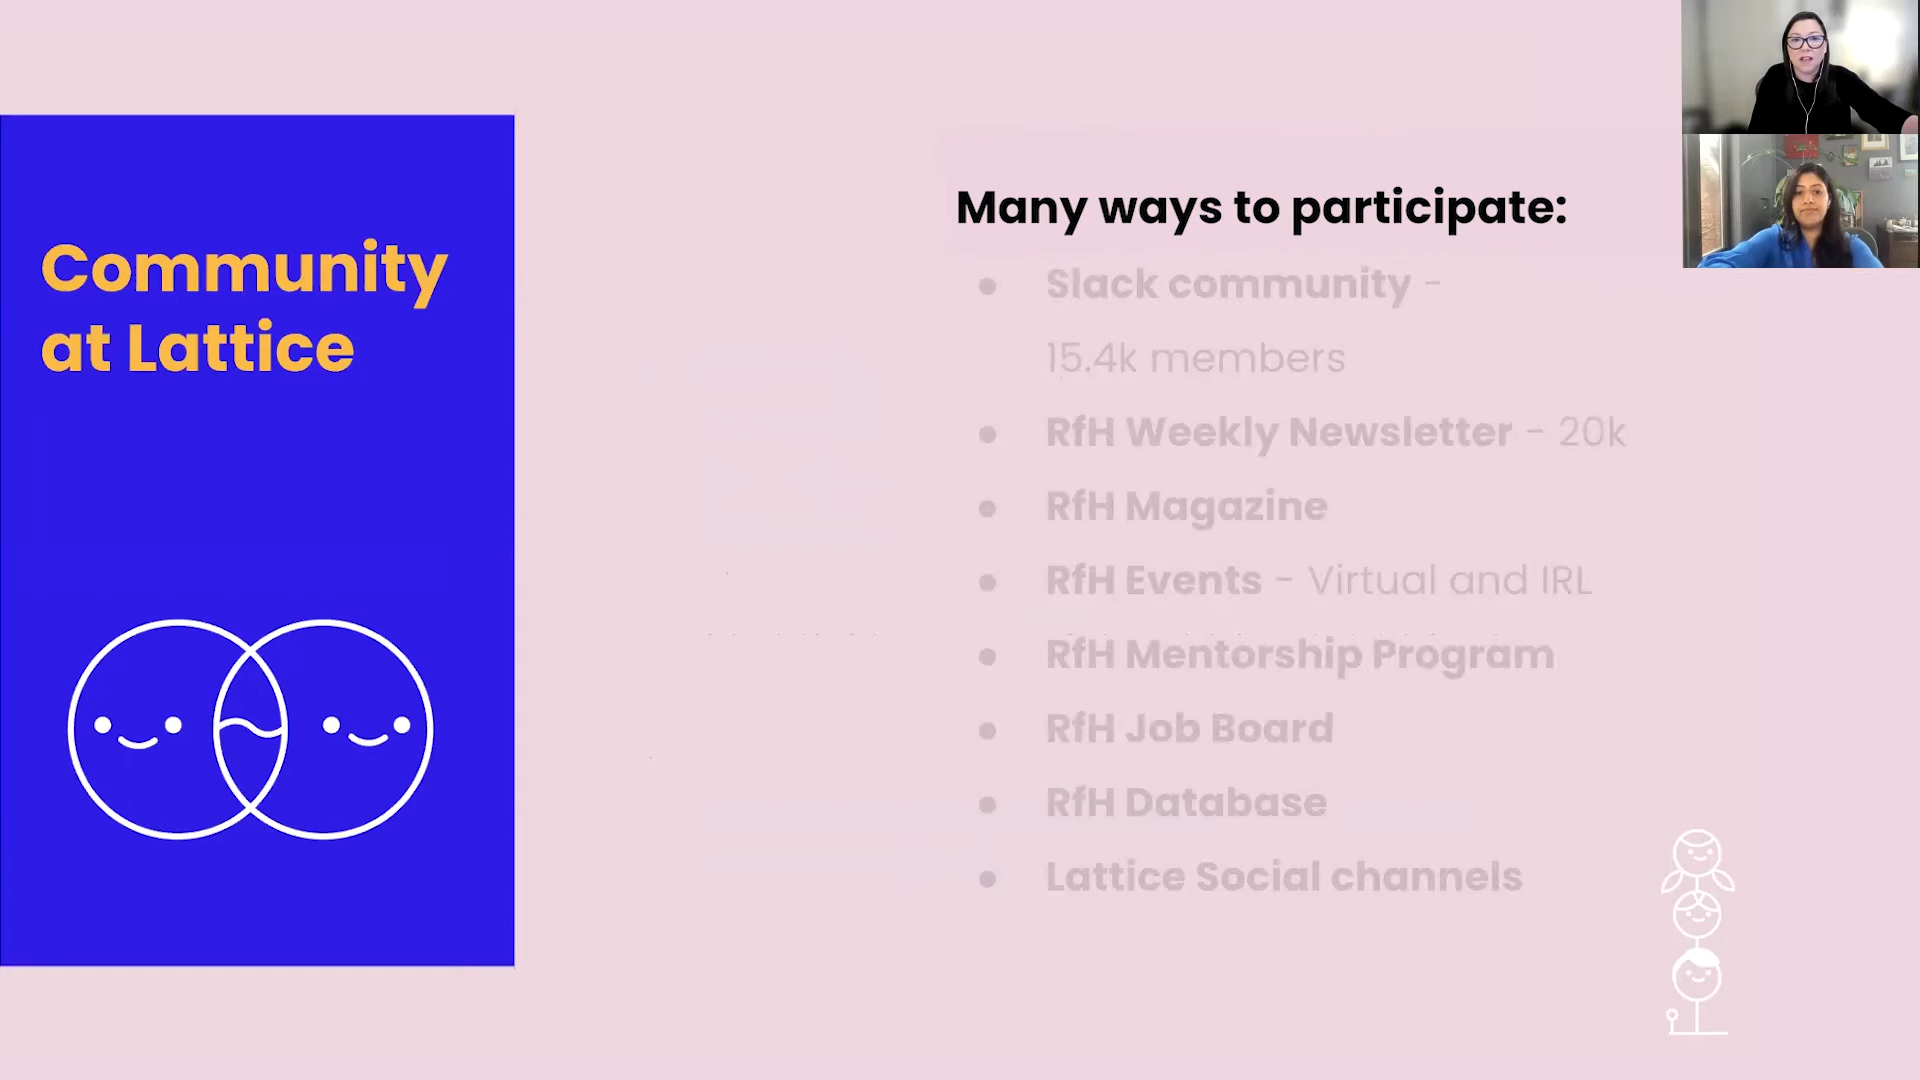 Community
at Lattice
Many ways to participate:
● Slack community -
15.4k members
● RfH Weekly Newsletter - 20k
● RfH Magazine
● RfH Events - Virtual and IRL
● RfH Mentorship Program
● RfH Job Board
● RfH Database
● Lattice Social channels